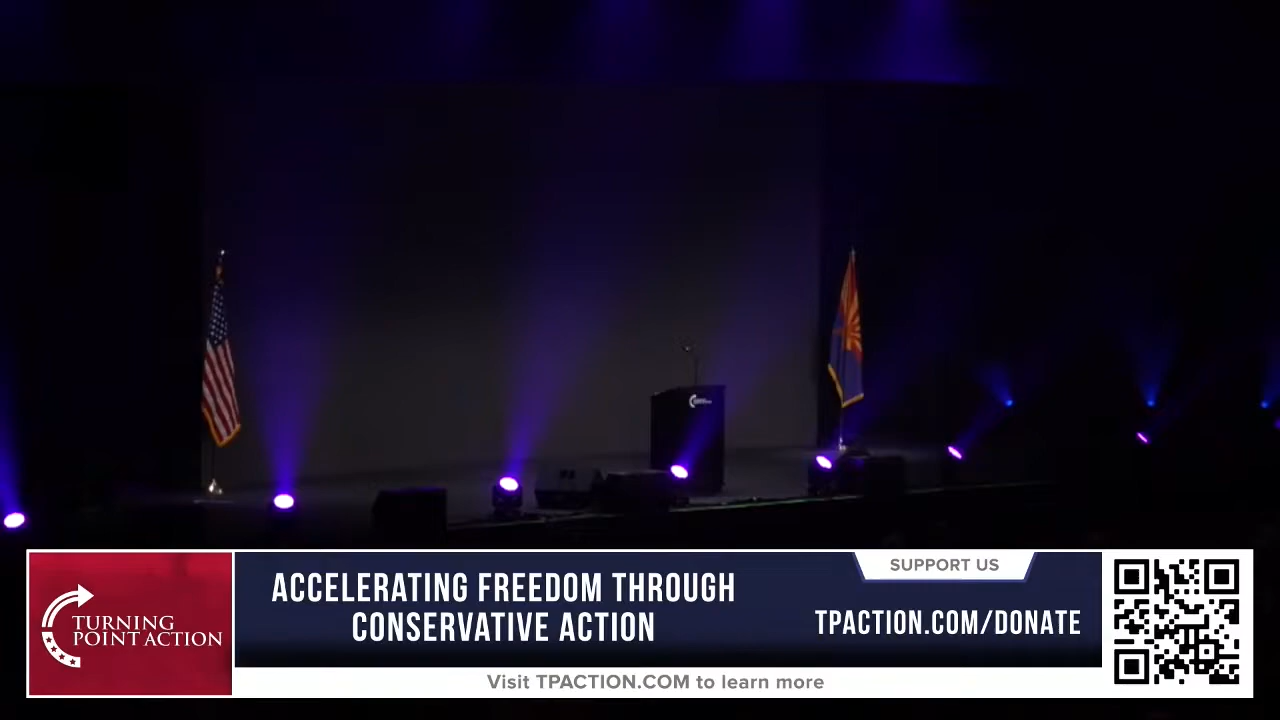 TURNING
POINT ACTION
ACCELERATING FREEDOM THROUGH
CONSERVATIVE ACTION
SUPPORT US
TPACTION.COM/DONATE
Visit TPACTION.COM to learn more